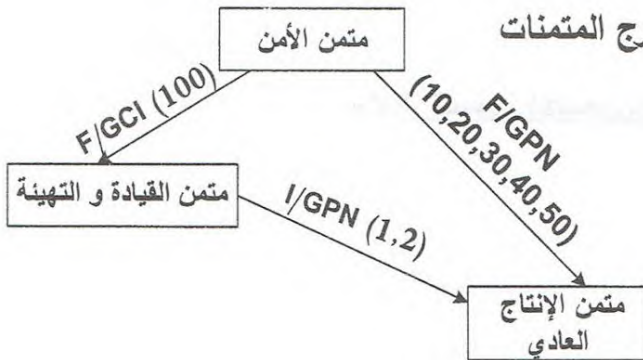 رج المتمنات
متمن الأمن
F/GCI (100)
F/GPN
(10,20,30,40,50)
متمن القيادة و التهيئة
I/GPN (1,2)
متمن الإنتاج
العادي